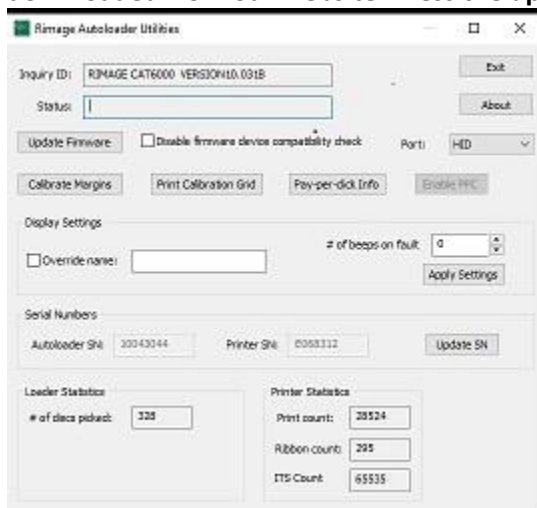 Rimage Autoloader Utilities
Inquiry ID: RIMAGE CAT6000 VERSION10.031B Exit
Status: About
Update Firmware Disable firmware device compatibility check Port: HID
Calibrate Margins Print Calibration Grid Pay-per-click Info Enable PPC
Display Settings
Override name: # of beeps on fault 0
Apply Settings
Serial Numbers
Autoloader SN: 10043044 Printer SN: E068312 Update SN
Loader Statistics Printer Statistics
# of discs picked: 328 Print count: 28524
Ribbon count: 295
ITS Count 65535